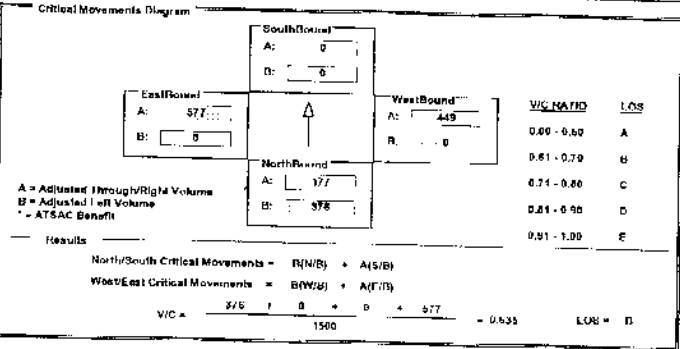 Critical Movements Diagram
SouthBound
A: 0
B: 0
EastBound
A: 577
B: 0
WestBound
A: 449
B: 0
NorthBound
A: 177
B: 376
V/C RATIO LOS
0.00 - 0.60 A
0.61 - 0.70 B
0.71 - 0.80 C
0.81 - 0.90 D
0.91 - 1.00 E
A = Adjusted Through/Right Volume
B = Adjusted Left Volume
* = ATSAC Benefit
Results
North/South Critical Movements = B(N/B) + A(S/B)
West/East Critical Movements = B(W/B) + A(E/B)
V/C = 376 + 0 + 0 + 577
1500
= 0.635 LOS = B